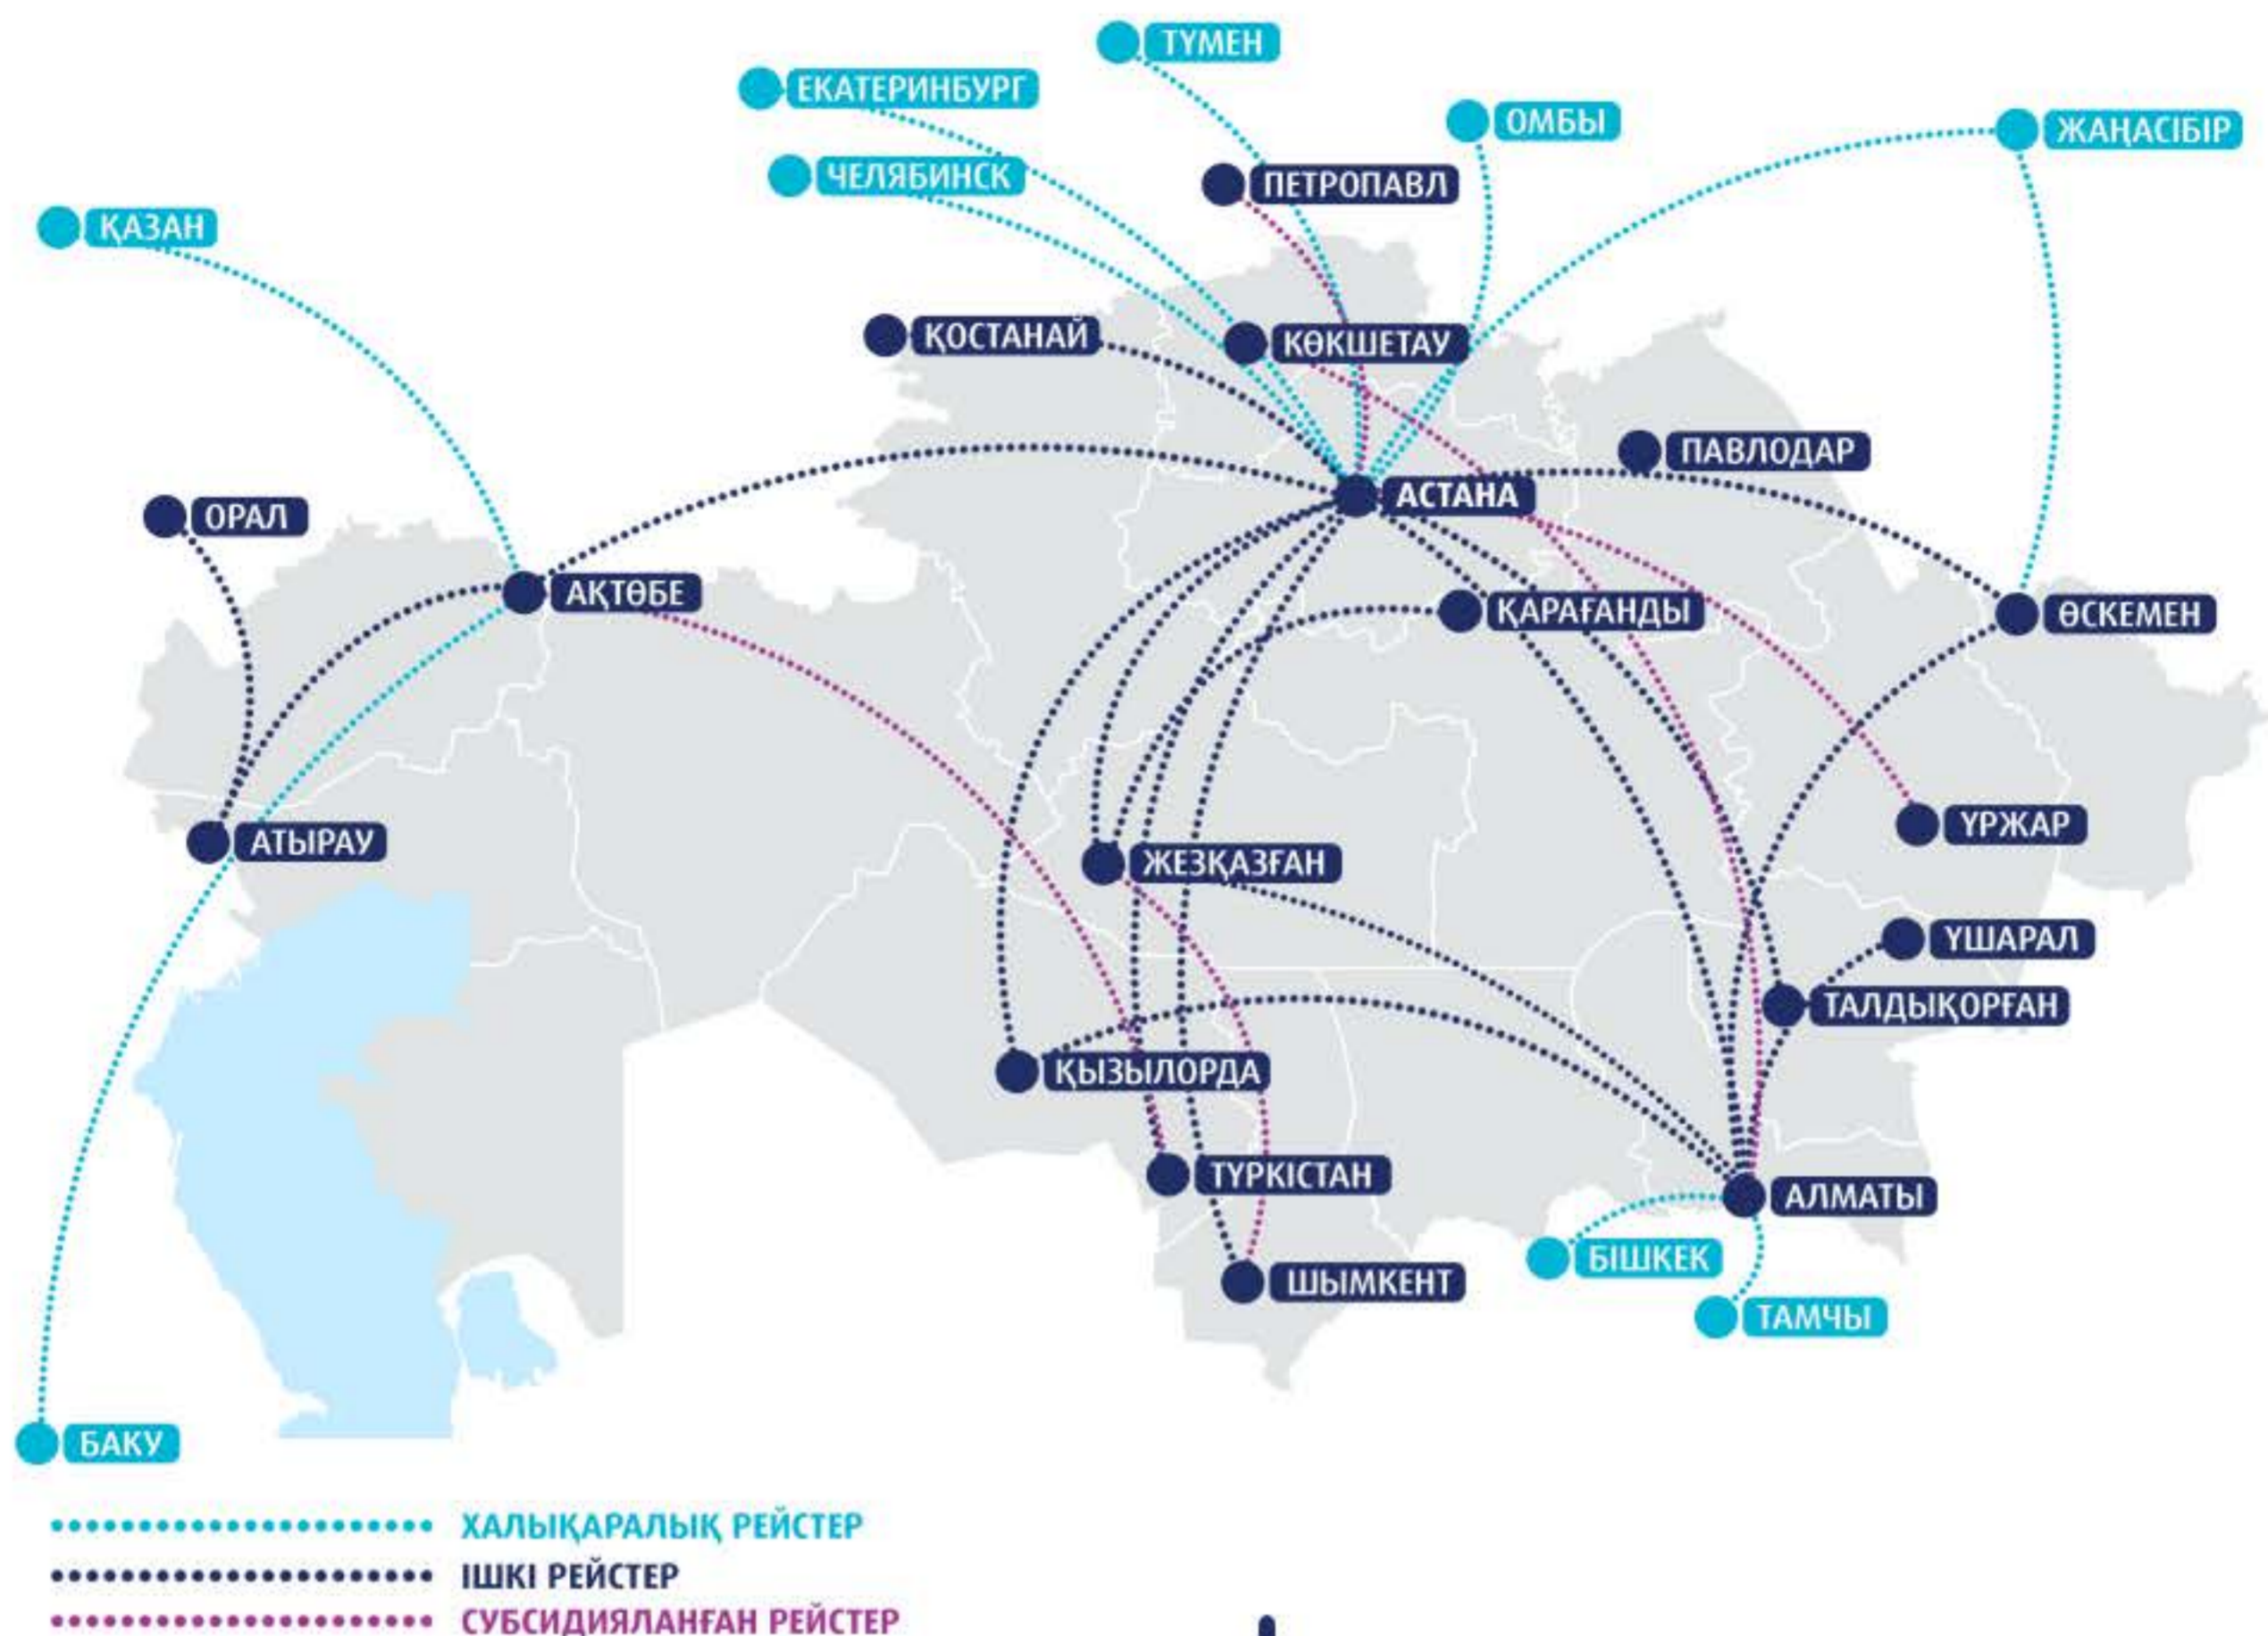 ТҮМЕН
ЕКАТЕРИНБУРГ
ОМБЫ
ЖАҢАСІБІР
ЧЕЛЯБИНСК
ПЕТРОПАВЛ
ҚАЗАН
ҚОСТАНАЙ
КӨКШЕТАУ
ПАВЛОДАР
АСТАНА
ОРАЛ
АҚТӨБЕ
ҚАРАҒАНДЫ
ӨСКЕМЕН
АТЫРАУ
ҮРЖАР
ЖЕЗҚАЗҒАН
ҮШАРАЛ
ТАЛДЫҚОРҒАН
ҚЫЗЫЛОРДА
ТҮРКІСТАН
АЛМАТЫ
БІШКЕК
ШЫМКЕНТ
ТАМЧЫ
БАКУ
ХАЛЫҚАРАЛЫҚ РЕЙСТЕР
ІШКІ РЕЙСТЕР
СУБСИДИЯЛАНҒАН РЕЙСТЕР